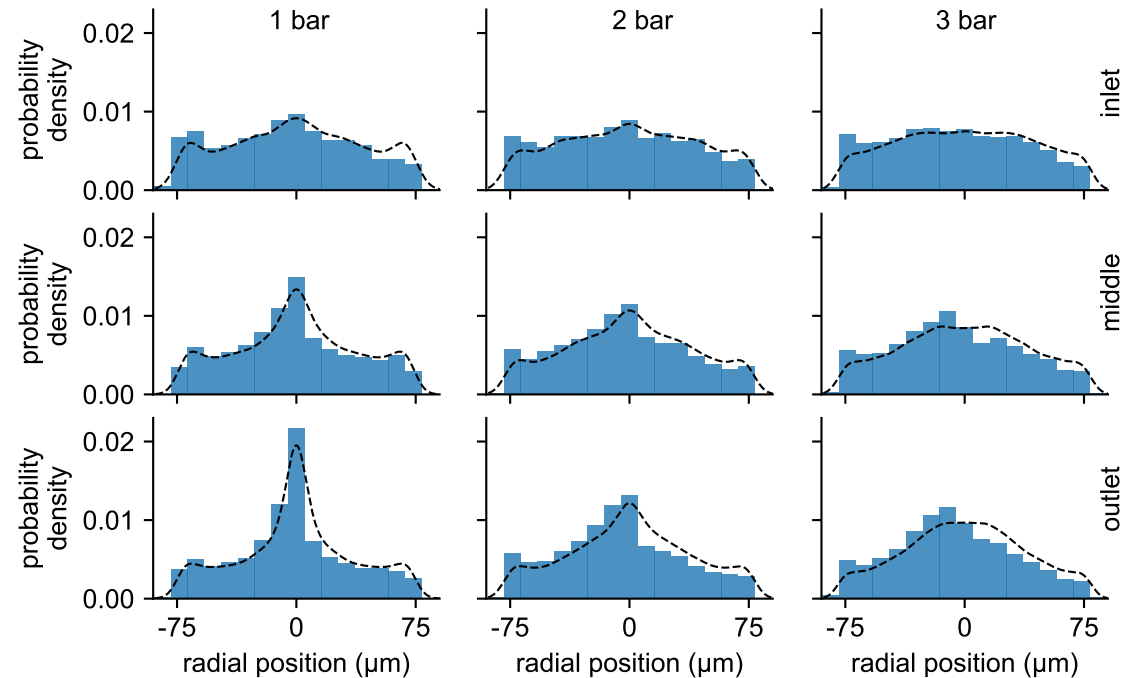 1 bar
2 bar
3 bar
probability
density
0.02
0.01
0.00
inlet
probability
density
0.02
0.01
0.00
middle
probability
density
0.02
0.01
0.00
outlet
-75 0 75
-75 0 75
-75 0 75
radial position (µm)
radial position (µm)
radial position (µm)